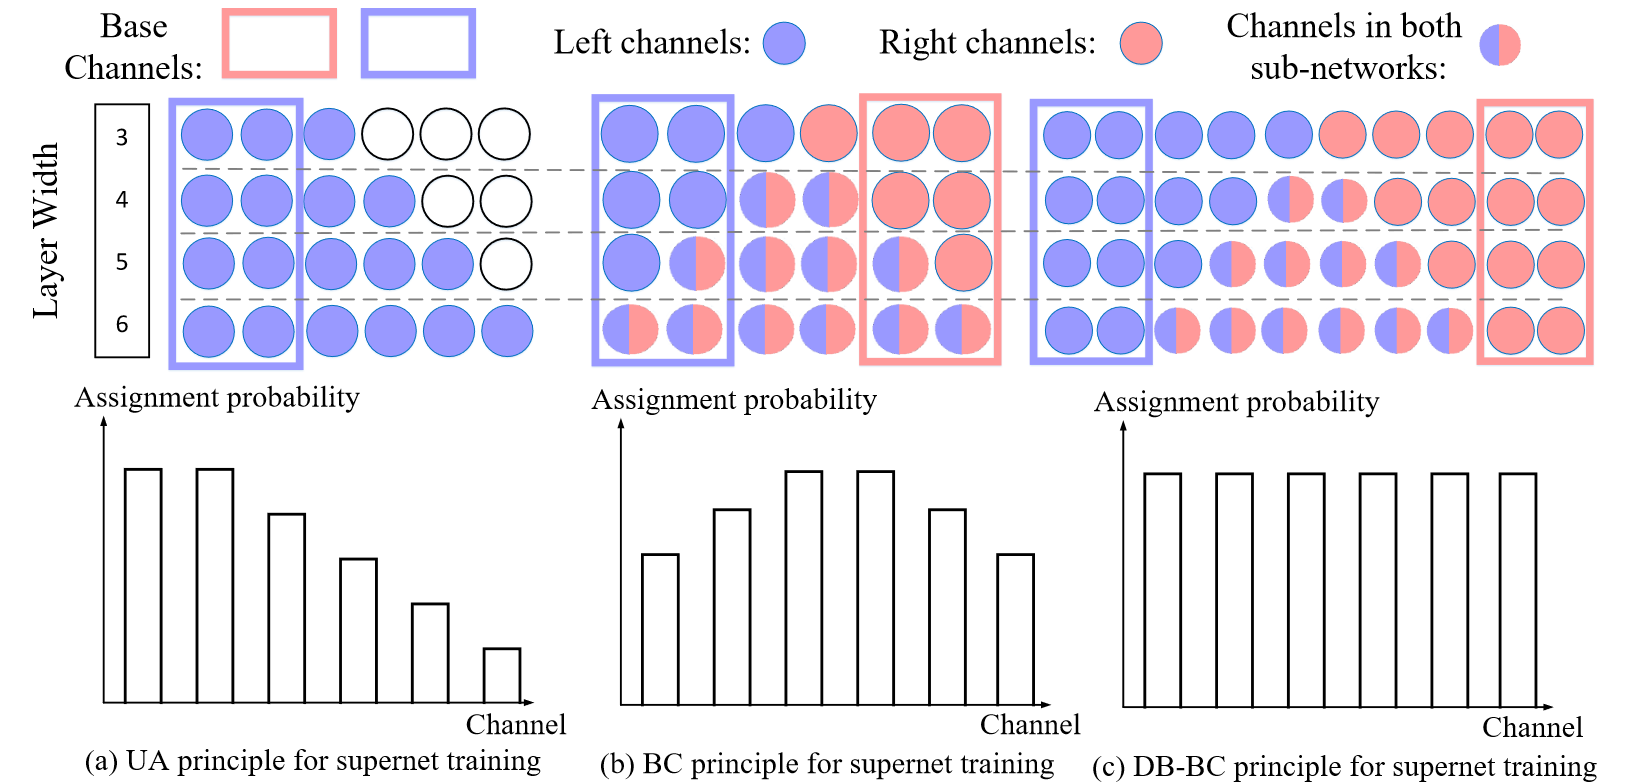 Base
Channels:
Left channels:
Right channels:
Channels in both
sub-networks:
Layer Width
3
4
5
6
Assignment probability
Assignment probability
Assignment probability
Channel
Channel
Channel
(a) UA principle for supernet training
(b) BC principle for supernet training
(c) DB-BC principle for supernet training